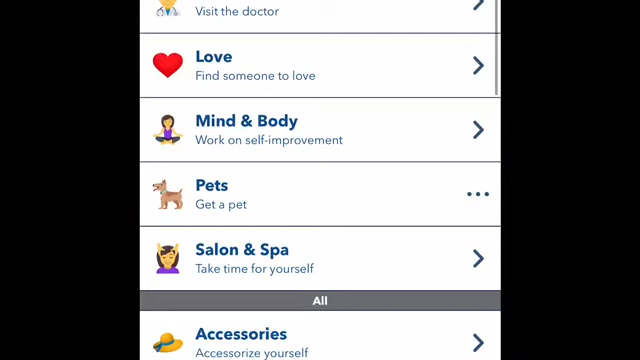 Visit the doctor
Love
Find someone to love
Mind & Body
Work on self-improvement
Pets
Get a pet
Salon & Spa
Take time for yourself
All
Accessories
Accessorize yourself